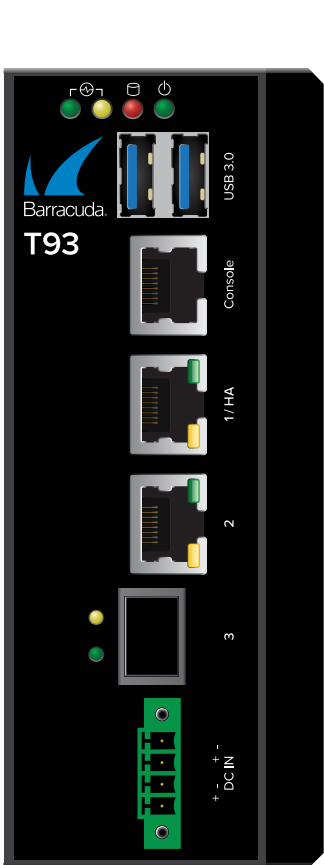 Barracuda.
T93
USB 3.0
Console
1 / HA
2
3
+ - + -
DC IN